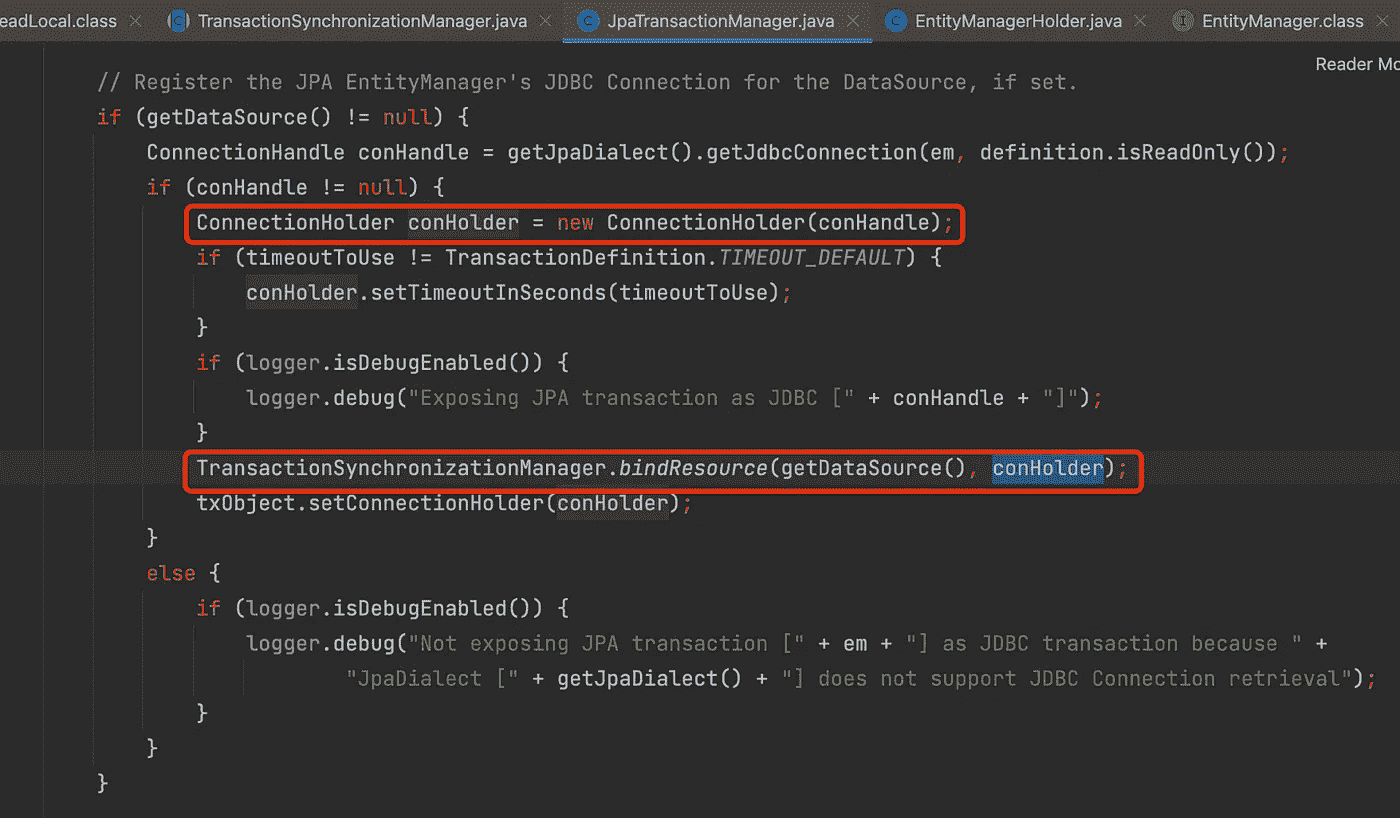 eadLocal.class TransactionSynchronizationManager.java JpaTransactionManager.java EntityManagerHolder.java EntityManager.class
Reader Mo
// Register the JPA EntityManager's JDBC Connection for the DataSource, if set.
if (getDataSource() != null) {
ConnectionHandle conHandle = getJpaDialect().getJdbcConnection(em, definition.isReadOnly());
if (conHandle != null) {
ConnectionHolder conHolder = new ConnectionHolder(conHandle);
if (timeoutToUse != TransactionDefinition.TIMEOUT_DEFAULT) {
conHolder.setTimeoutInSeconds(timeoutToUse);
}
if (logger.isDebugEnabled()) {
logger.debug("Exposing JPA transaction as JDBC [" + conHandle + "]");
}
TransactionSynchronizationManager.bindResource(getDataSource(), conHolder);
txObject.setConnectionHolder(conHolder);
}
else {
if (logger.isDebugEnabled()) {
logger.debug("Not exposing JPA transaction [" + em + "] as JDBC transaction because " +
"JpaDialect [" + getJpaDialect() + "] does not support JDBC Connection retrieval");
}
}
}